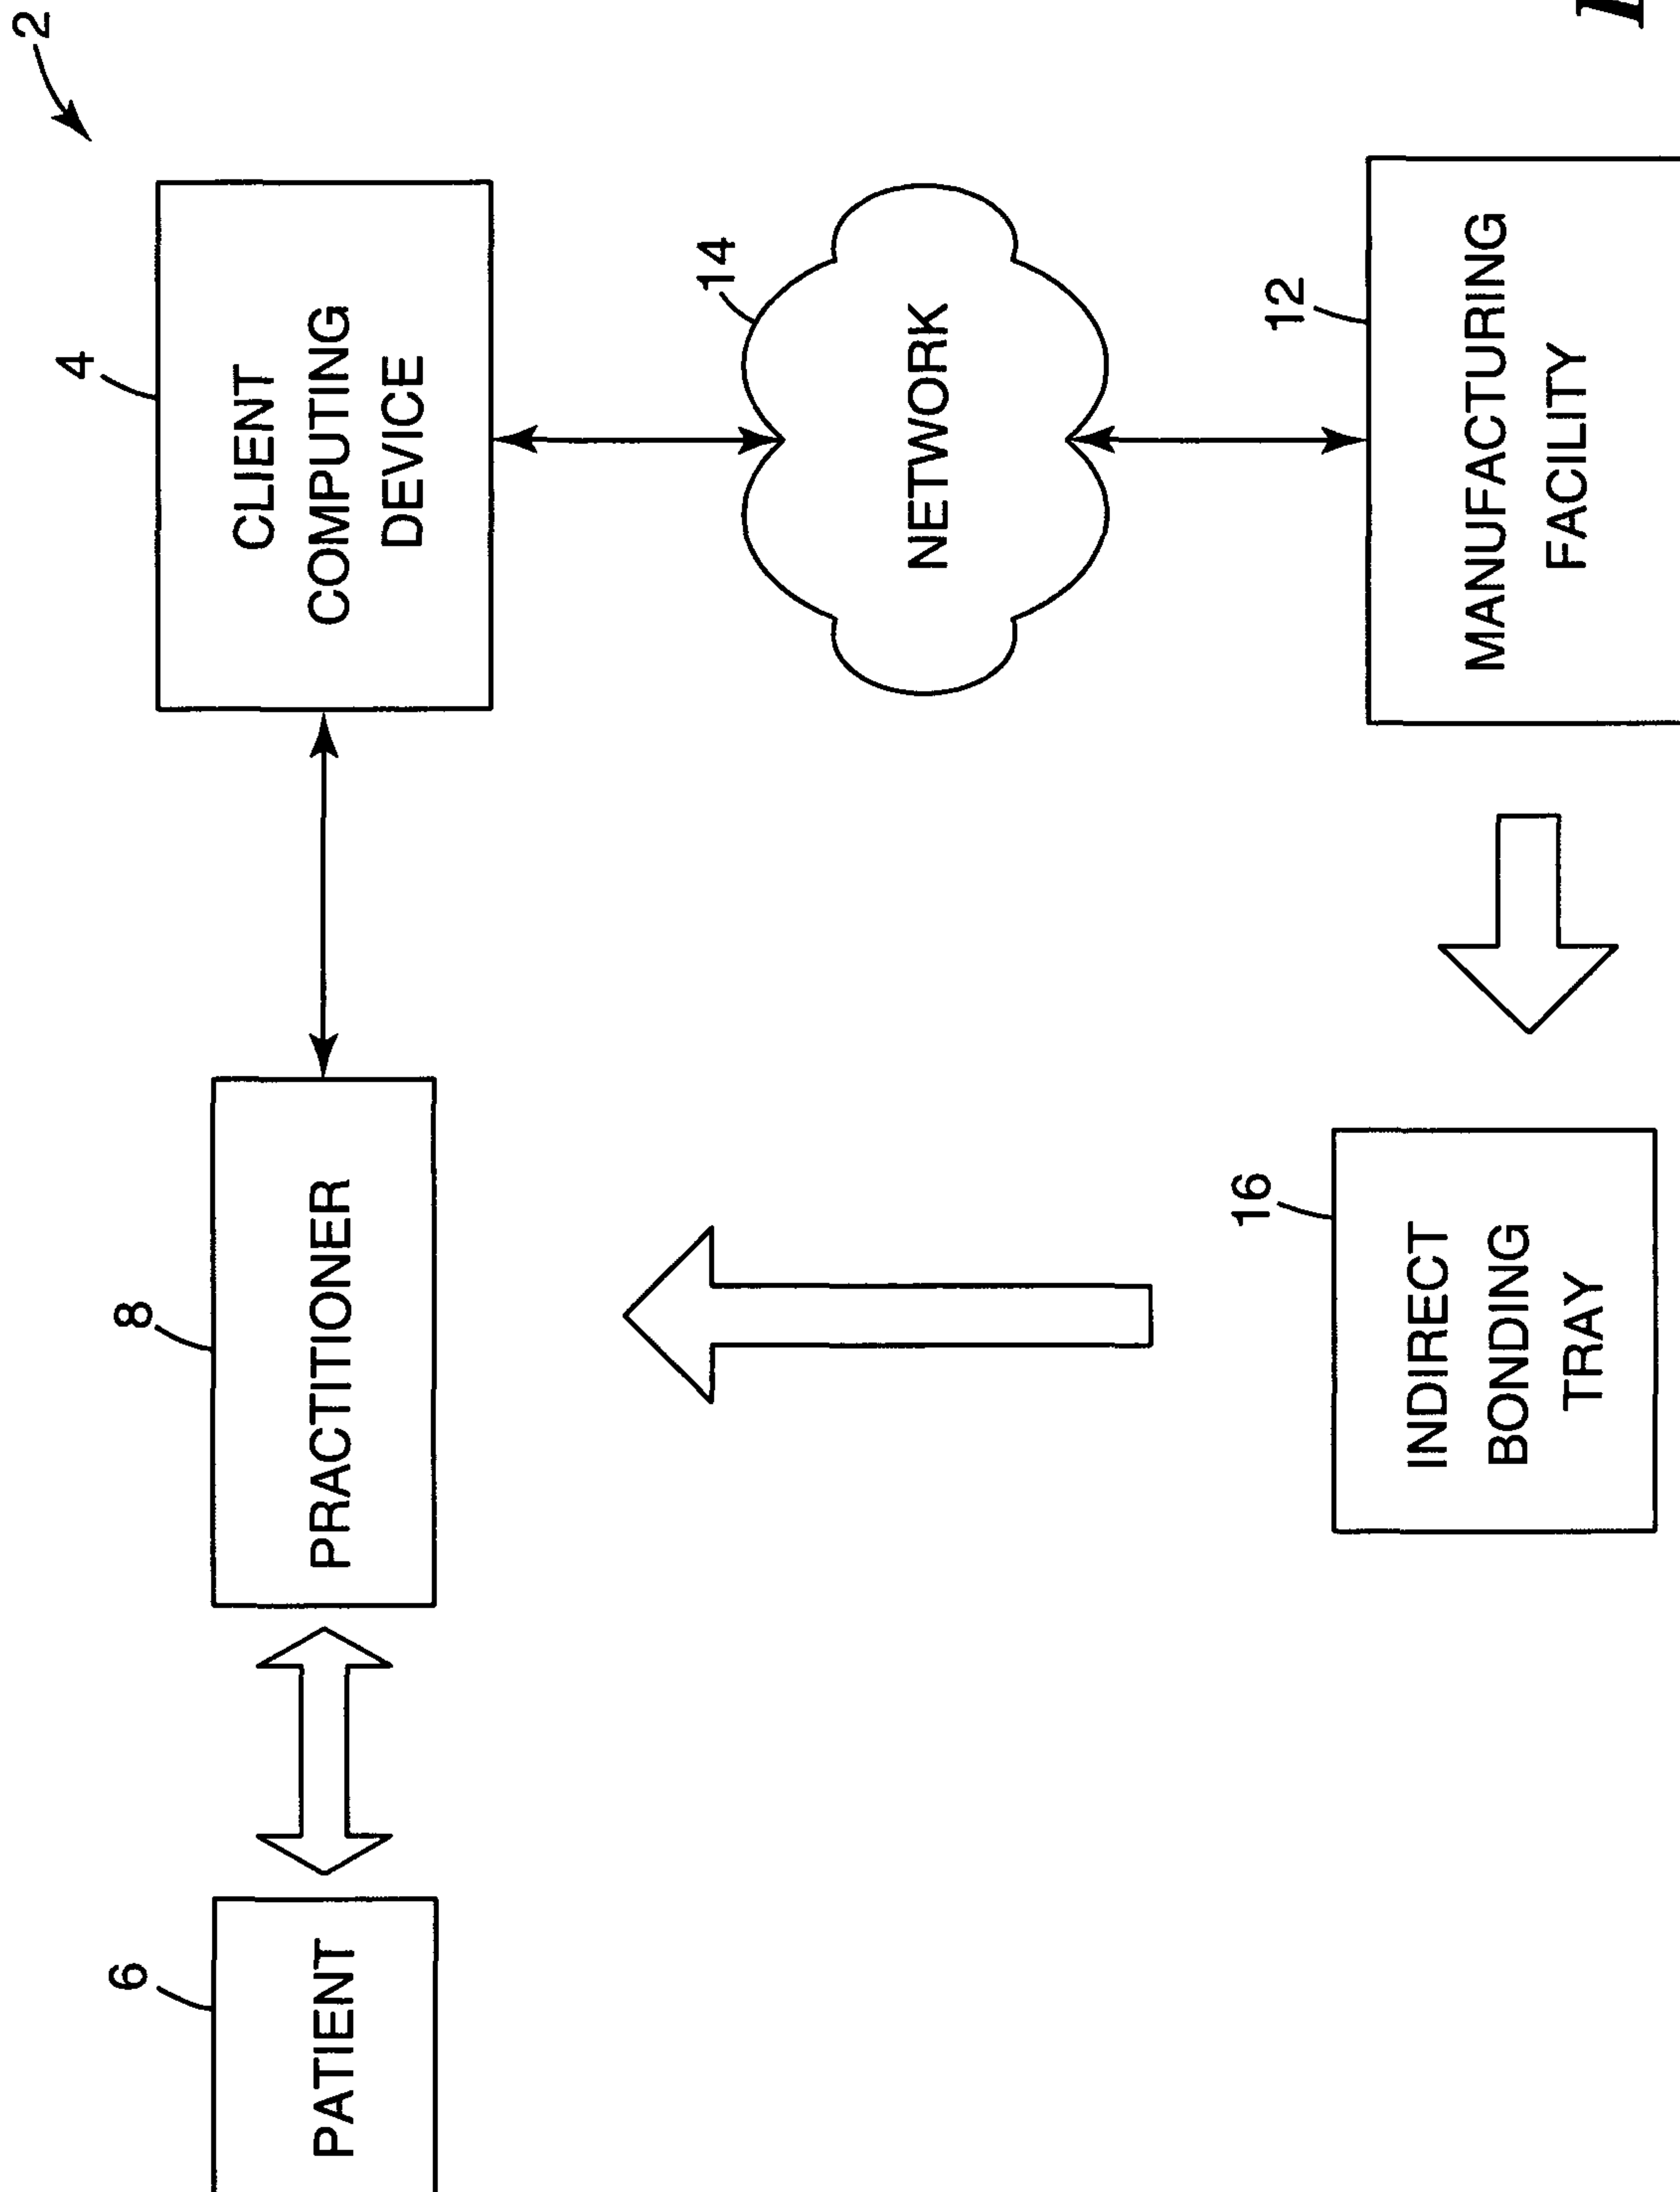 2
6
8
4
PATIENT
PRACTITIONER
CLIENT
COMPUTING
DEVICE
14
NETWORK
16
12
INDIRECT
BONDING
TRAY
MANUFACTURING
FACILITY